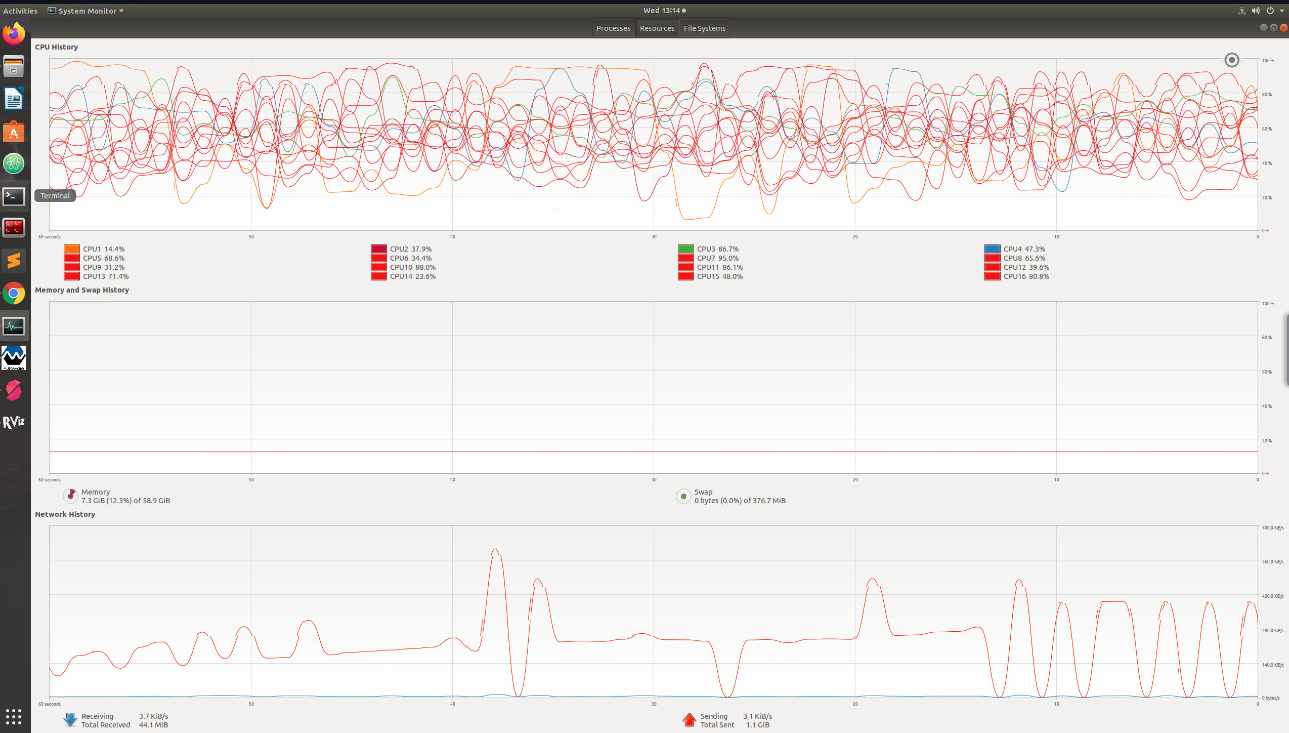 Activities System Monitor Wed 13:14
Processes Resources File Systems
CPU History
100 %
80 %
60 %
40 %
20 %
0 %
60 seconds 50 40 30 20 10 0
Terminal
CPU1 14.4% CPU2 37.9% CPU3 86.7% CPU4 47.3%
CPU5 68.6% CPU6 34.4% CPU7 95.0% CPU8 65.6%
CPU9 31.2% CPU10 88.0% CPU11 86.1% CPU12 39.6%
CPU13 71.4% CPU14 23.6% CPU15 48.0% CPU16 80.8%
Memory and Swap History
100 %
80 %
60 %
40 %
20 %
0 %
60 seconds 50 40 30 20 10 0
Memory
7.3 GiB (12.3%) of 58.9 GiB
Swap
0 bytes (0.0%) of 376.7 MiB
Network History
420.0 KiB/s
140.0 KiB/s
0 bytes/s
60 seconds 50 40 30 20 10 0
Receiving 3.7 KiB/s
Total Received 44.1 MiB
Sending 3.1 KiB/s
Total Sent 1.1 GiB
RViz